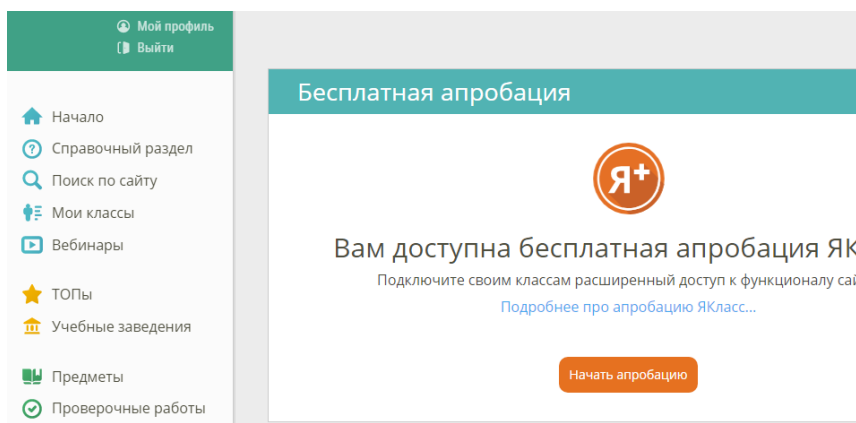 Мой профиль
Выйти
Начало
Справочный раздел
Поиск по сайту
Мои классы
Вебинары
ТОПы
Учебные заведения
Предметы
Проверочные работы
Бесплатная апробация
Я+
Вам доступна бесплатная апробация ЯК
Подключите своим классам расширенный доступ к функционалу сай
Подробнее про апробацию ЯКласс...
Начать апробацию